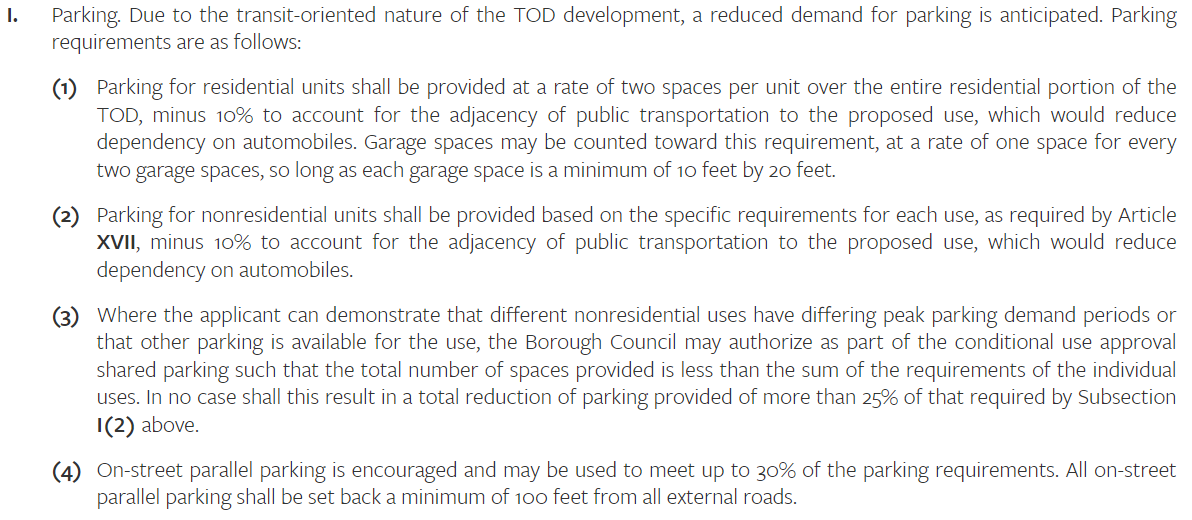 I. Parking. Due to the transit-oriented nature of the TOD development, a reduced demand for parking is anticipated. Parking
requirements are as follows:
(1) Parking for residential units shall be provided at a rate of two spaces per unit over the entire residential portion of the
TOD, minus 10% to account for the adjacency of public transportation to the proposed use, which would reduce
dependency on automobiles. Garage spaces may be counted toward this requirement, at a rate of one space for every
two garage spaces, so long as each garage space is a minimum of 10 feet by 20 feet.
(2) Parking for nonresidential units shall be provided based on the specific requirements for each use, as required by Article
XVII, minus 10% to account for the adjacency of public transportation to the proposed use, which would reduce
dependency on automobiles.
(3) Where the applicant can demonstrate that different nonresidential uses have differing peak parking demand periods or
that other parking is available for the use, the Borough Council may authorize as part of the conditional use approval
shared parking such that the total number of spaces provided is less than the sum of the requirements of the individual
uses. In no case shall this result in a total reduction of parking provided of more than 25% of that required by Subsection
I(2) above.
(4) On-street parallel parking is encouraged and may be used to meet up to 30% of the parking requirements. All on-street
parallel parking shall be set back a minimum of 100 feet from all external roads.